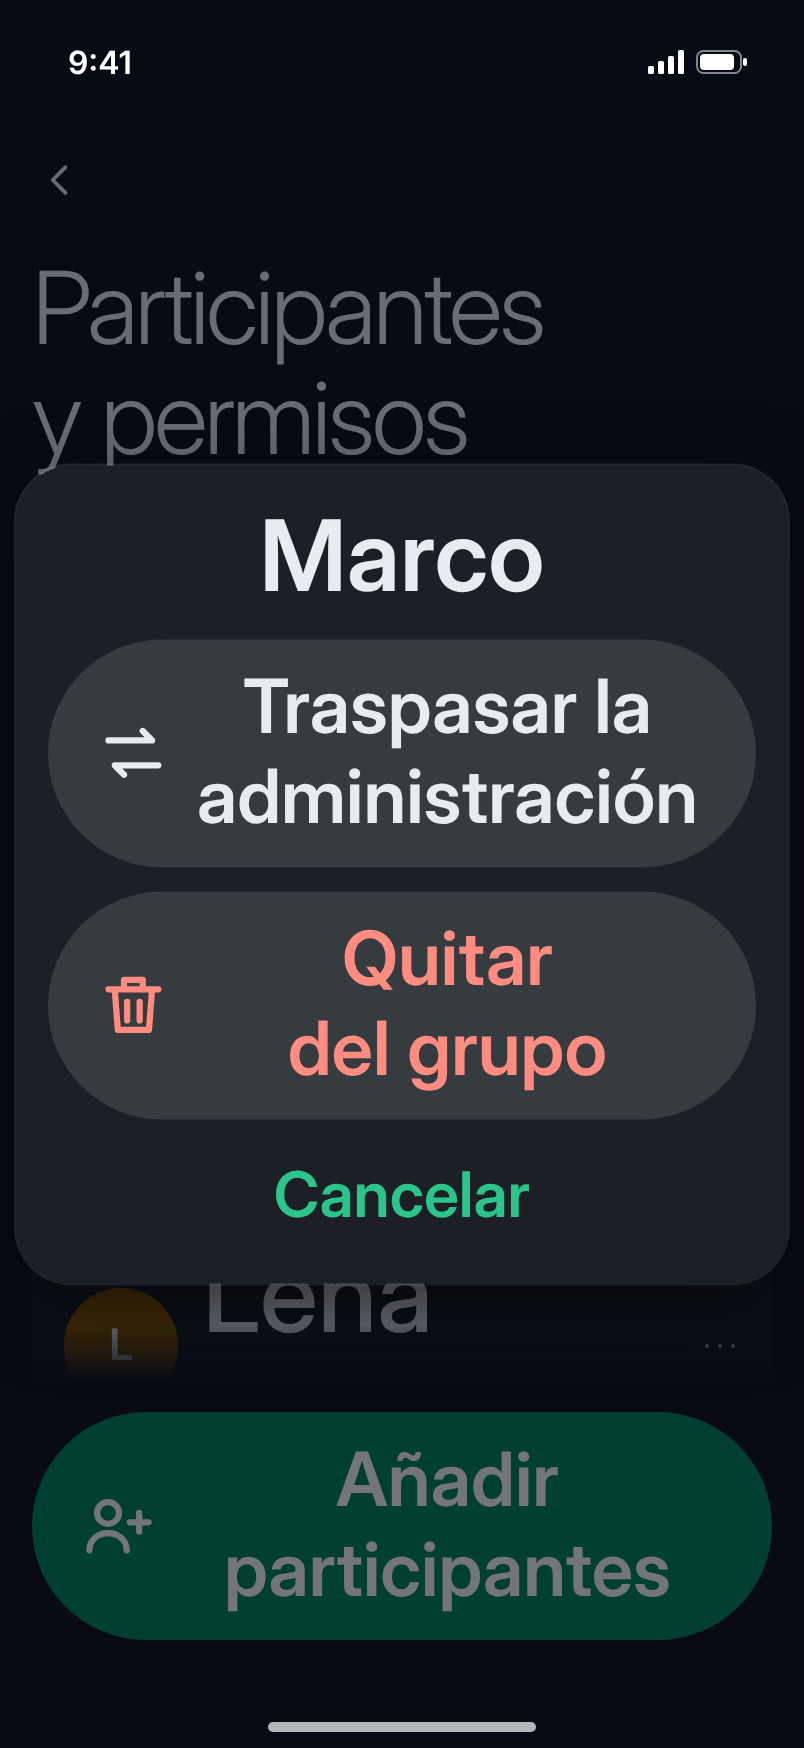 9:41
Participantes
y permisos
Marco
Traspasar la
administración
Quitar
del grupo
Cancelar
L
Lena
...
Añadir
participantes